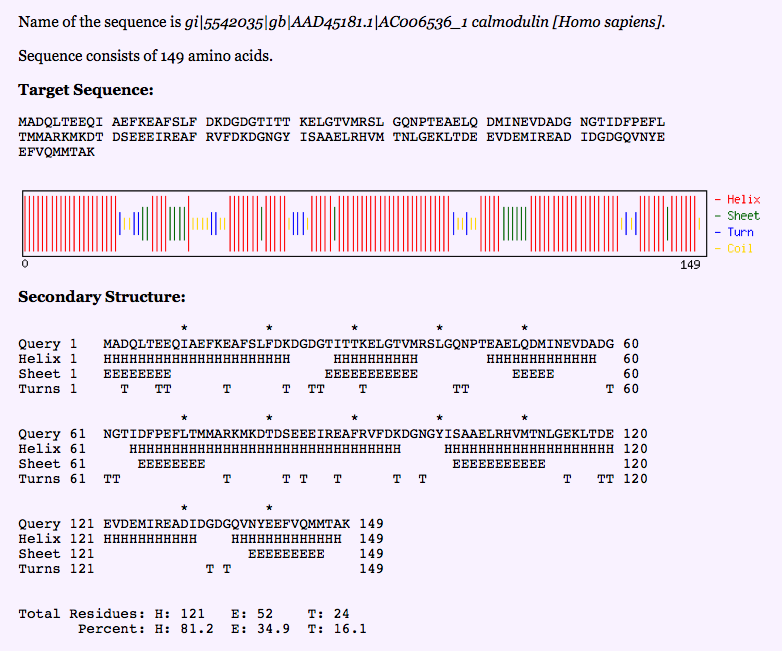 Name of the sequence is gi|5542035|gb|AAD45181.1|AC006536_1 calmodulin [Homo sapiens].
Sequence consists of 149 amino acids.
Target Sequence:
MADQLTEEQI AEFKEAFSLF DKDGDGTITT KELGTVMRSL GQNPTEAELQ DMINEVDADG NGTIDFPEFL
TMMARKMKDT DSEEEIREAF RVFDKDGNGY ISAAELRHVM TNLGEKLTDE EVDEMIREAD IDGDGQVNYE
EFVQMMTAK
- Helix
- Sheet
- Turn
- Coil
0 149
Secondary Structure:
                   *         *         *         *         *
Query 1   MADQLTEEQIAEFKEAFSLFDKDGDGTITTKELGTVMRSLGQNPTEAELQDMINEVDADG 60
Helix 1   HHHHHHHHHHHHHHHHHHHHHH     HHHHHHHHHH        HHHHHHHHHHHHH   60
Sheet 1   EEEEEEEE                  EEEEEEEEEEE           EEEEE        60
Turns 1     T   TT      T      T  TT    T          TT                T 60
                   *         *         *         *         *
Query 61  NGTIDFPEFLTMMARKMKDTDSEEEIREAFRVFDKDGNGYISAAELRHVMTNLGEKLTDE 120
Helix 61     HHHHHHHHHHHHHHHHHHHHHHHHHHHHHHHH     HHHHHHHHHHHHHHHHHHHH 120
Sheet 61      EEEEEEEE                             EEEEEEEEEEE         120
Turns 61  TT            T      T T   T      T  T                T   TT 120
                   *         *
Query 121 EVDEMIREADIDGDGQVNYEEFVQMMTAK 149
Helix 121 HHHHHHHHHHH    HHHHHHHHHHHHH  149
Sheet 121                  EEEEEEEEE    149
Turns 121             T T               149
Total Residues: H: 121   E: 52    T: 24
       Percent: H: 81.2  E: 34.9  T: 16.1